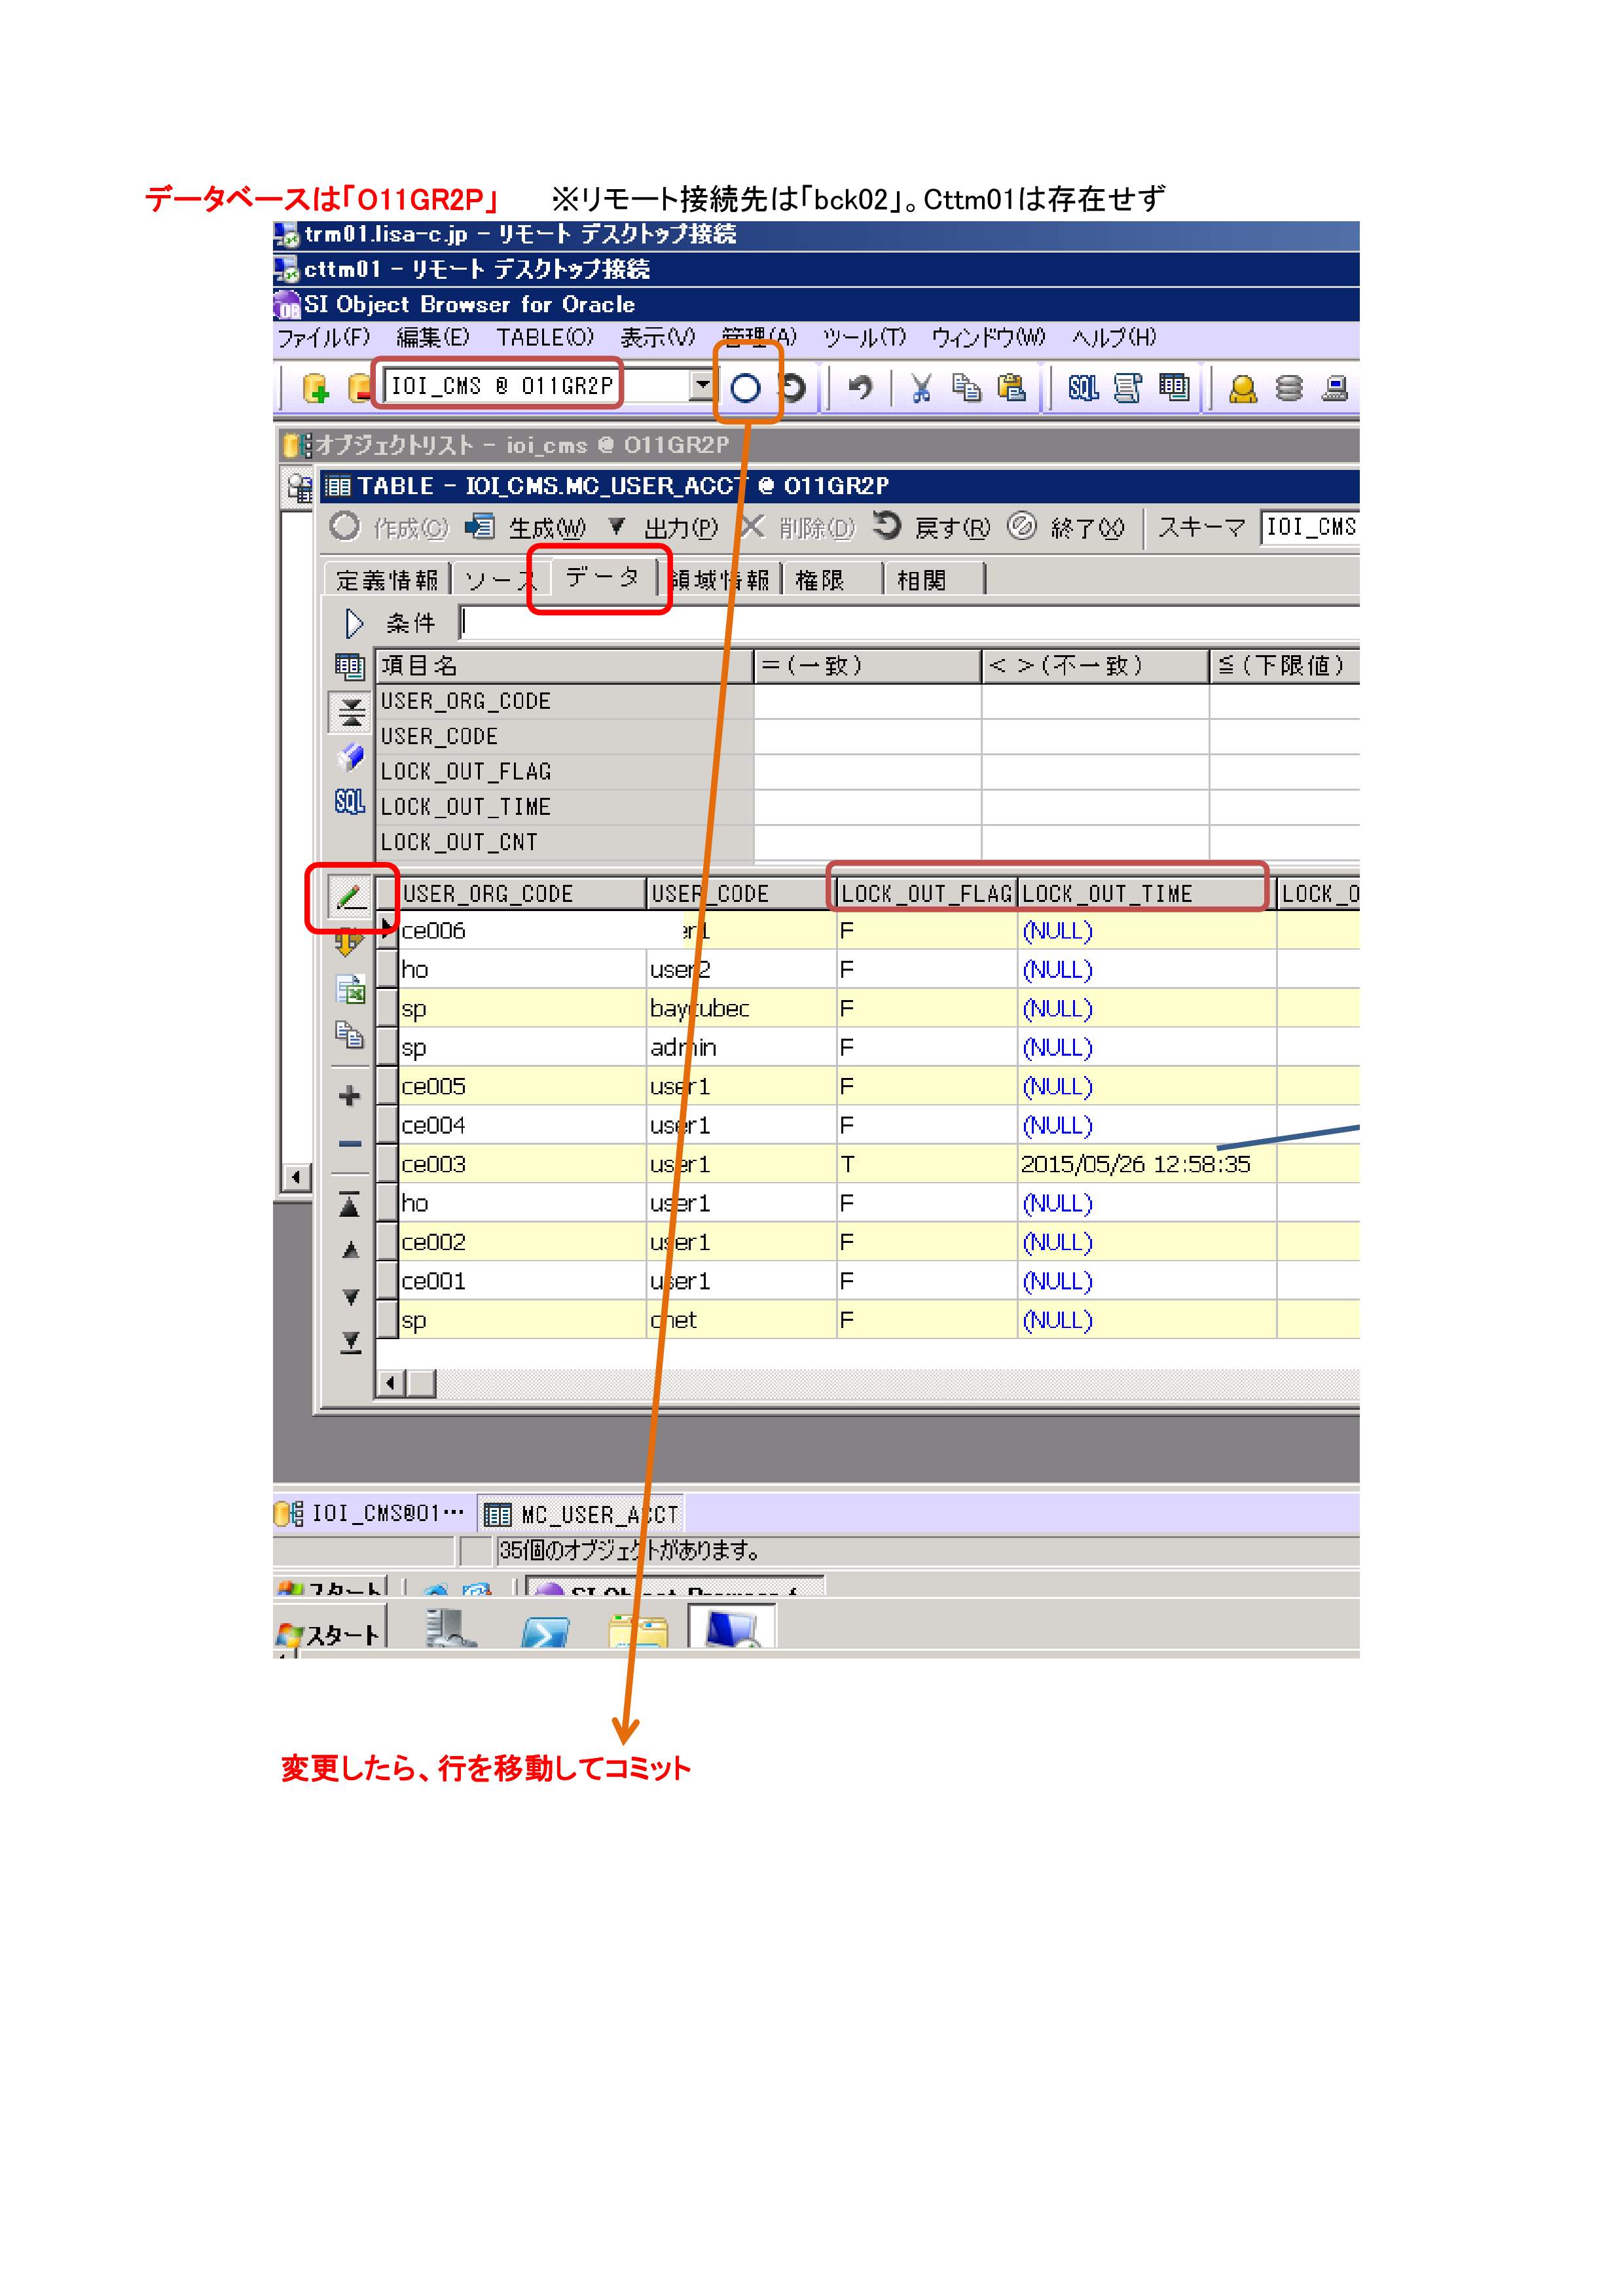 データベースは「O11GR2P」　※リモート接続先は「bck02」。Cttm01は存在せず
trm01.lisa-c.jp - リモート デスクトップ接続
cttm01 - リモート デスクトップ接続
SI Object Browser for Oracle
ファイル(F) 編集(E) TABLE(O) 表示(V) 管理(A) ツール(T) ウィンドウ(W) ヘルプ(H)
IOI_CMS @ O11GR2P
SQL
オブジェクトリスト - ioi_cms @ O11GR2P
TABLE - IOI_CMS.MC_USER_ACCT @ O11GR2P
作成(C) 生成(W) 出力(P) 削除(D) 戻す(R) 終了(X) スキーマ IOI_CMS
定義情報 ソース データ 領域情報 権限 相関
条件
項目名 =(一致) < >(不一致) ≦(下限値)
USER_ORG_CODE
USER_CODE
LOCK_OUT_FLAG
SQL
LOCK_OUT_TIME
LOCK_OUT_CNT
USER_ORG_CODE USER_CODE LOCK_OUT_FLAG LOCK_OUT_TIME LOCK_O
ce006 er1 F (NULL)
ho user2 F (NULL)
sp baycubec F (NULL)
sp admin F (NULL)
ce005 user1 F (NULL)
ce004 user1 F (NULL)
ce003 user1 T 2015/05/26 12:58:35
ho user1 F (NULL)
ce002 user1 F (NULL)
ce001 user1 F (NULL)
sp cnet F (NULL)
IOI_CMS@O1… MC_USER_ACCT
35個のオブジェクトがあります。
スタート SI Object Browser f
スタート
変更したら、行を移動してコミット